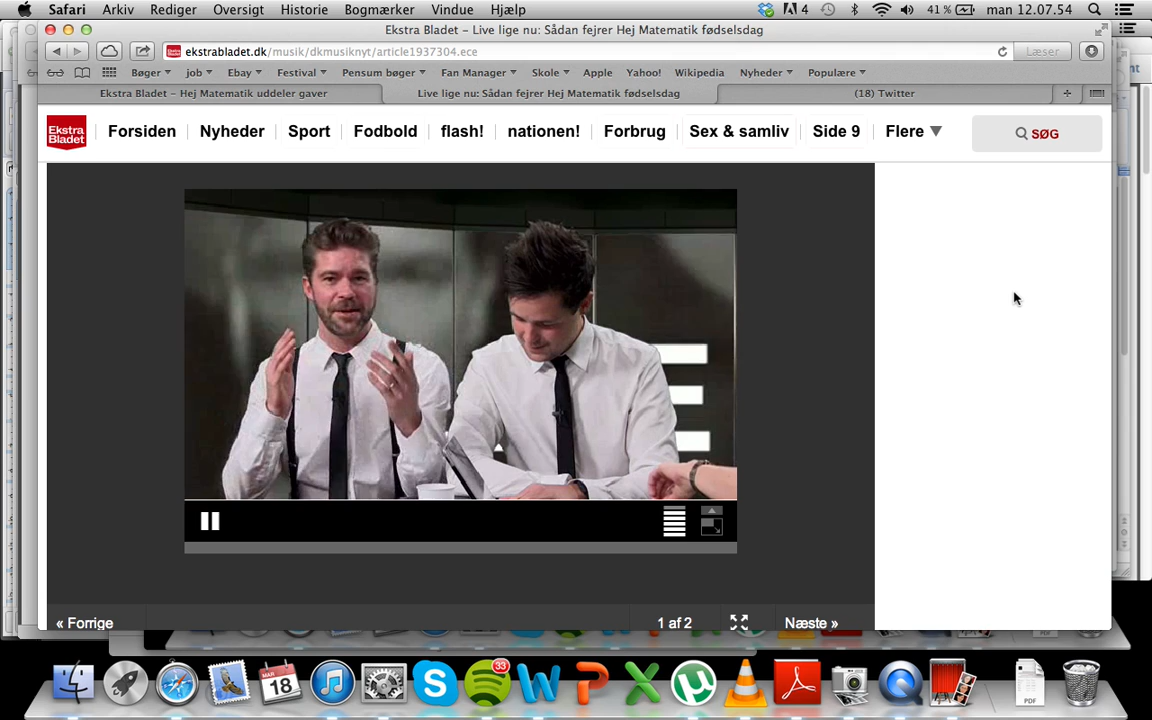 Safari Arkiv Rediger Oversigt Historie Bogmærker Vindue Hjælp 4 41% man 12.07.54
Ekstra Bladet – Live lige nu: Sådan fejrer Hej Matematik fødselsdag
ekstrabladet.dk/musik/dkmusiknyt/article1937304.ece Læser
Bøger job Ebay Festival Pensum bøger Fan Manager Skole Apple Yahoo! Wikipedia Nyheder Populære
Ekstra Bladet – Hej Matematik uddeler gaver Live lige nu: Sådan fejrer Hej Matematik fødselsdag (18) Twitter
Ekstra Bladet Forsiden Nyheder Sport Fodbold flash! nationen! Forbrug Sex & samliv Side 9 Flere SØG
« Forrige 1 af 2 Næste »
33
MAR
18
PDF